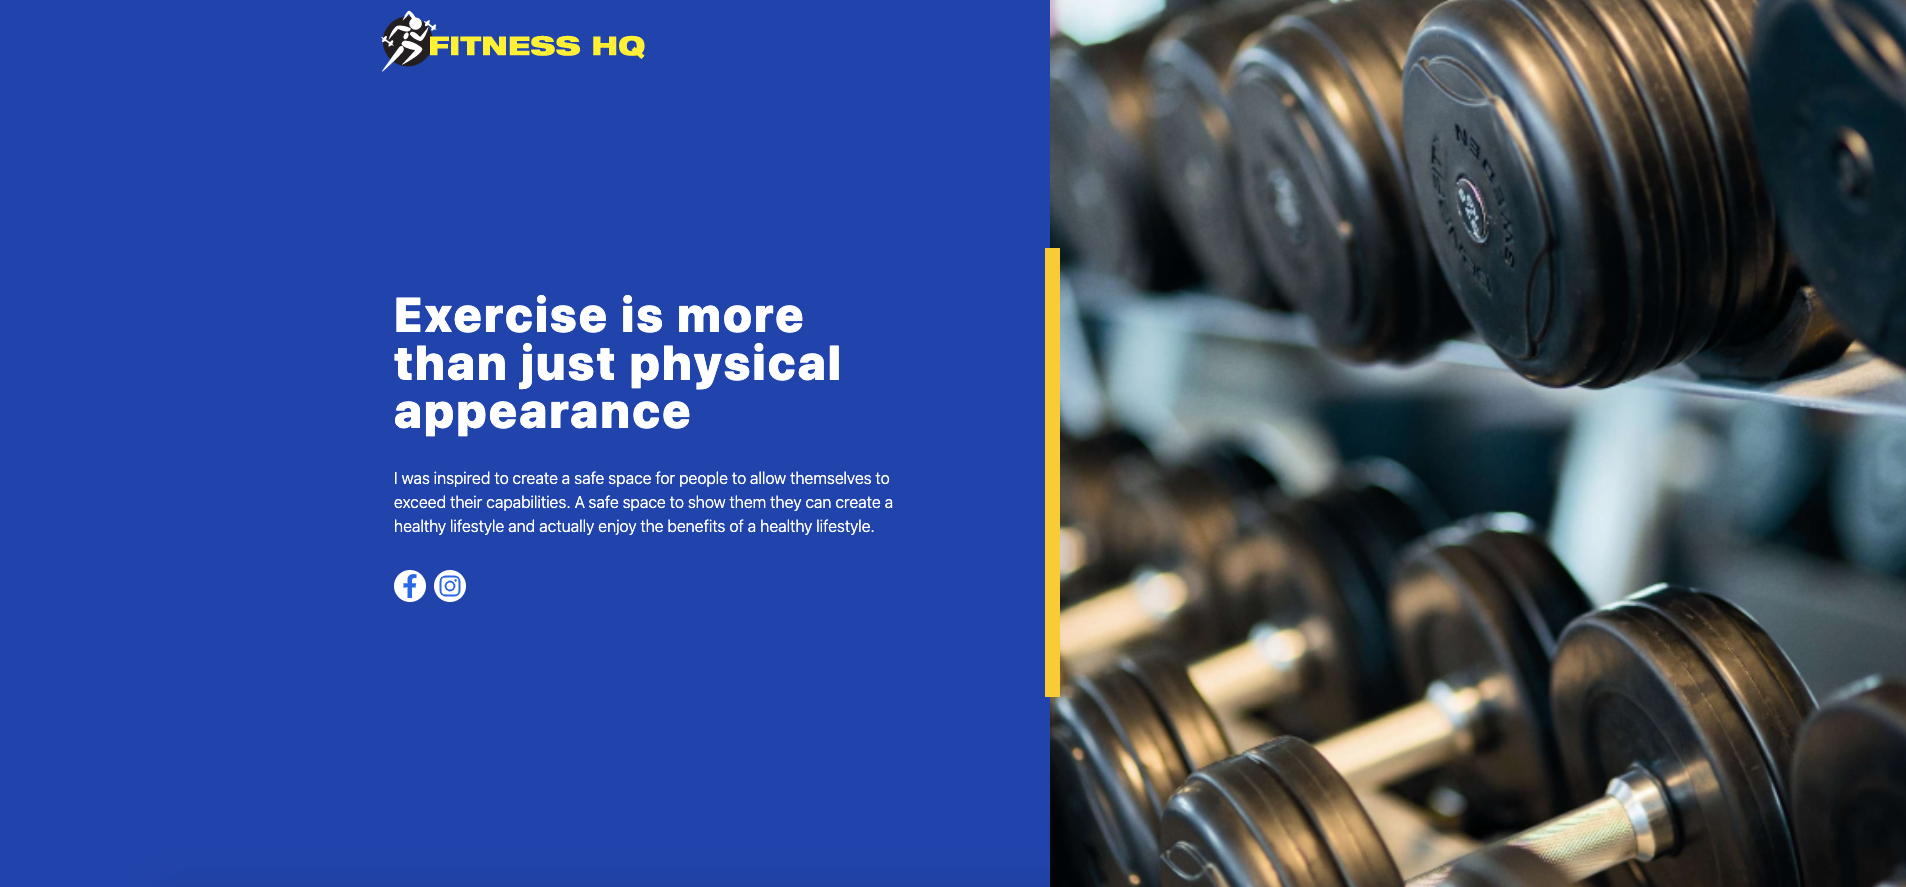 FITNESS HQ
Exercise is more
than just physical
appearance
I was inspired to create a safe space for people to allow themselves to
exceed their capabilities. A safe space to show them they can create a
healthy lifestyle and actually enjoy the benefits of a healthy lifestyle.